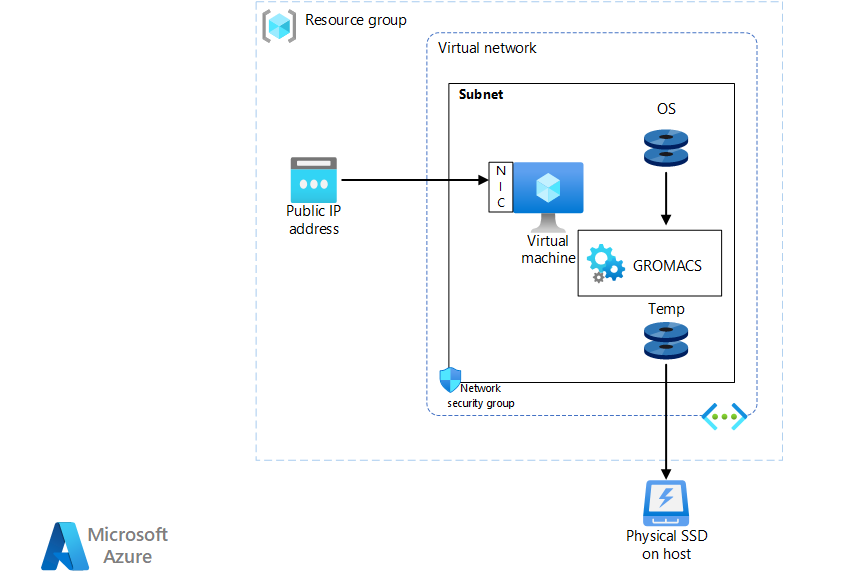 Resource group
Virtual network
Subnet
OS
N
I
C
Public IP
address
Virtual
machine
GROMACS
Temp
Network
security group
Physical SSD
on host
Microsoft
Azure